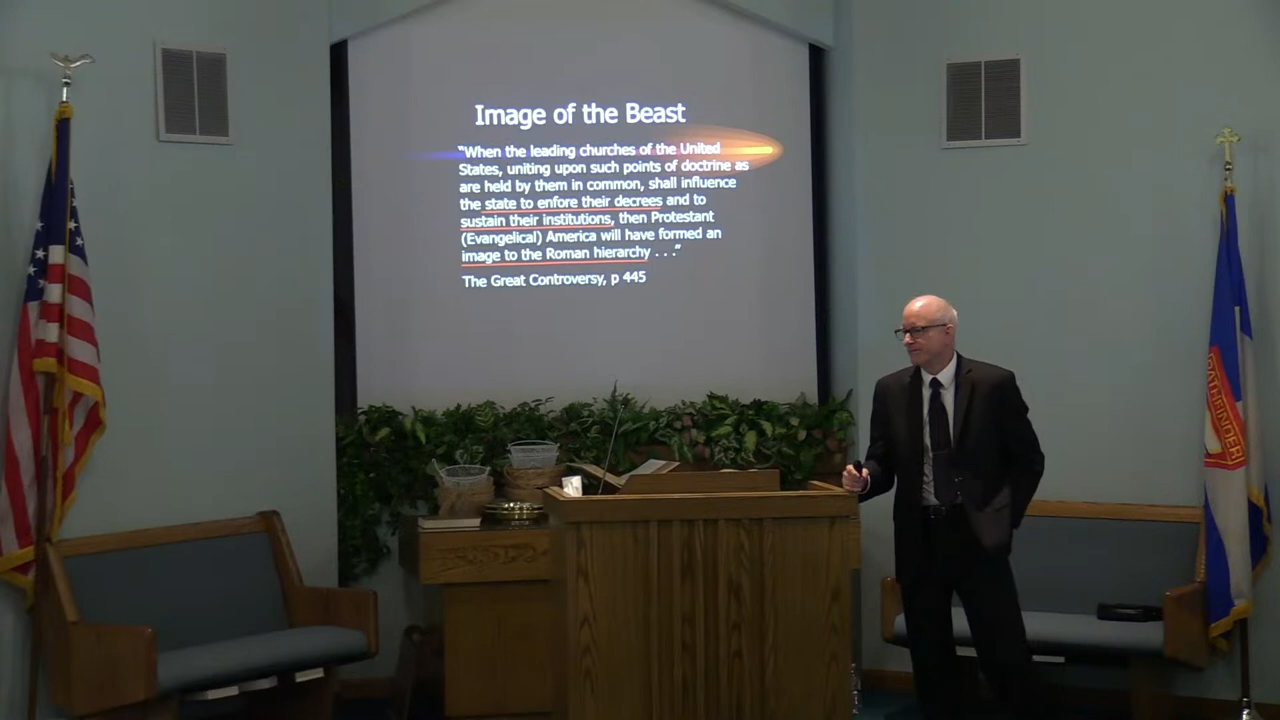 Image of the Beast
“When the leading churches of the United
States, uniting upon such points of doctrine as
are held by them in common, shall influence
the state to enfore their decrees and to
sustain their institutions, then Protestant
(Evangelical) America will have formed an
image to the Roman hierarchy . . .”
The Great Controversy, p 445
PATHFINDER